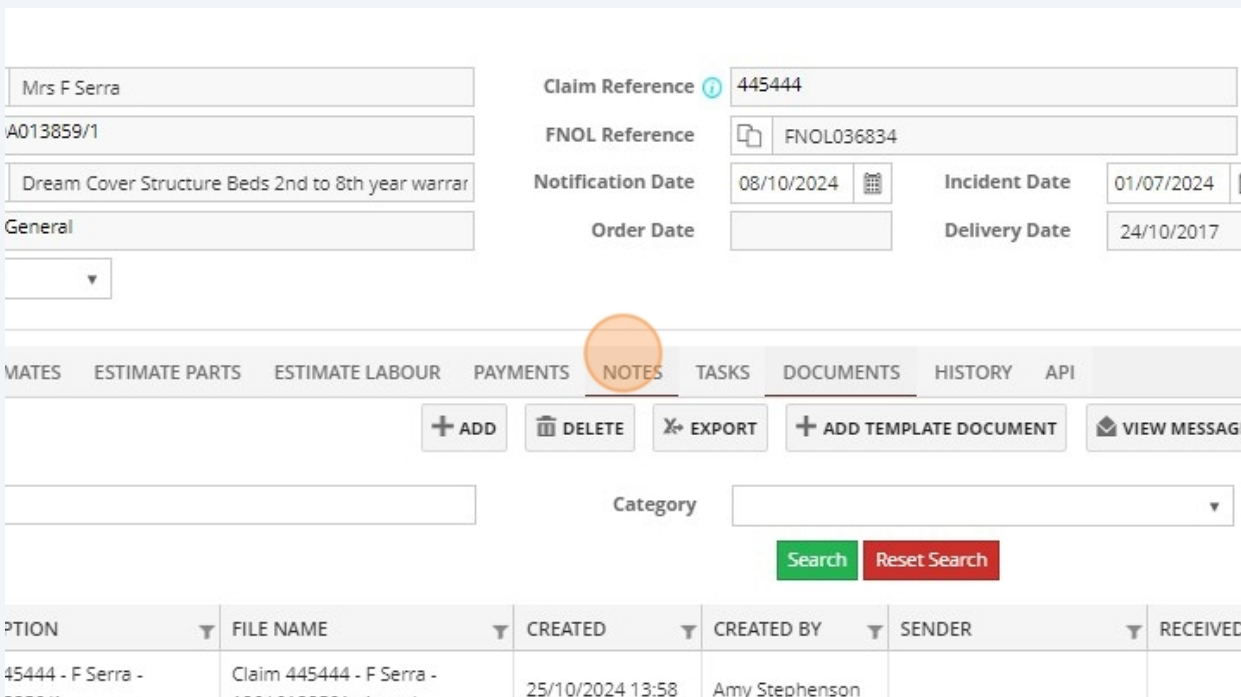 Mrs F Serra Claim Reference 445444
A013859/1 FNOL Reference FNOL036834
Dream Cover Structure Beds 2nd to 8th year Notification Date 08/10/2024 Incident Date 01/07/2024
General Order Date Delivery Date 24/10/2017
ESTIMATE PARTS ESTIMATE LABOUR PAYMENTS NOTES TASKS DOCUMENTS HISTORY API
ADD DELETE EXPORT ADD TEMPLATE DOCUMENT VIEW
Category
Search Reset Search
FILE NAME CREATED CREATED BY SENDER RECEIVED
45444 - F Serra - Claim 445444 - F Serra -
25/10/2024 13:58 Amy Stephenson